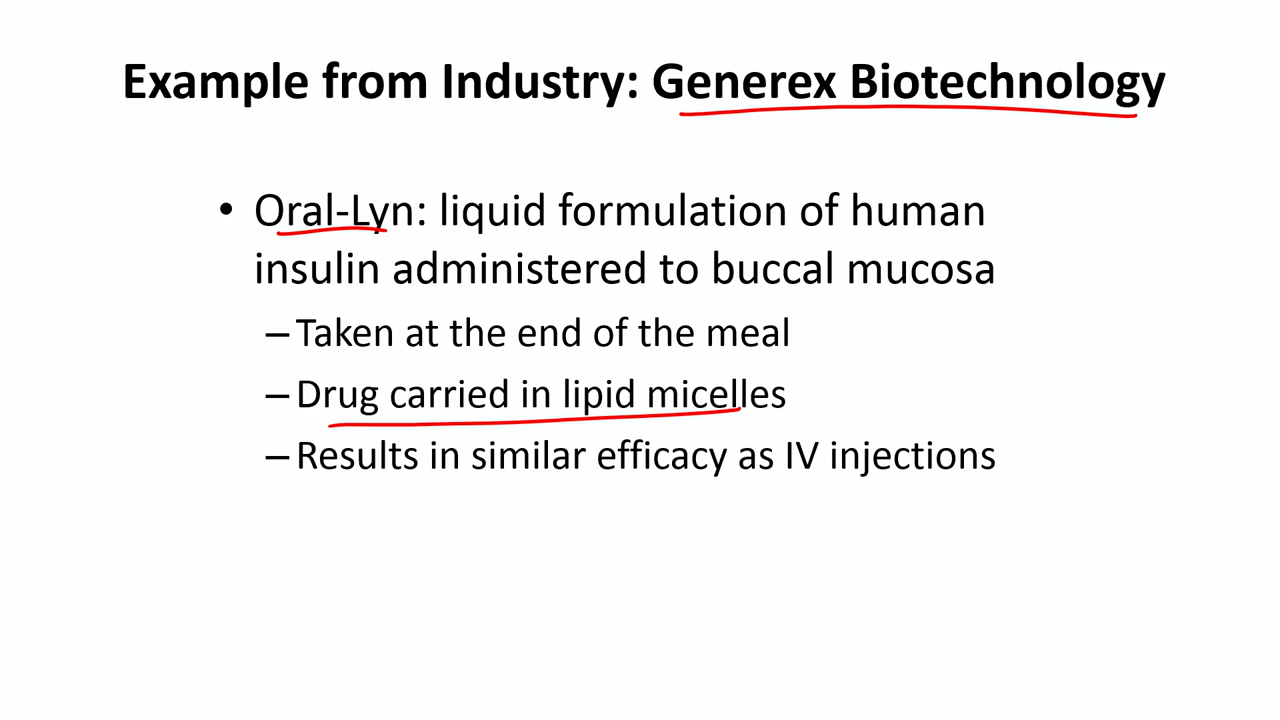 Example from Industry: Generex Biotechnology
• Oral-Lyn: liquid formulation of human
insulin administered to buccal mucosa
– Taken at the end of the meal
– Drug carried in lipid micelles
– Results in similar efficacy as IV injections